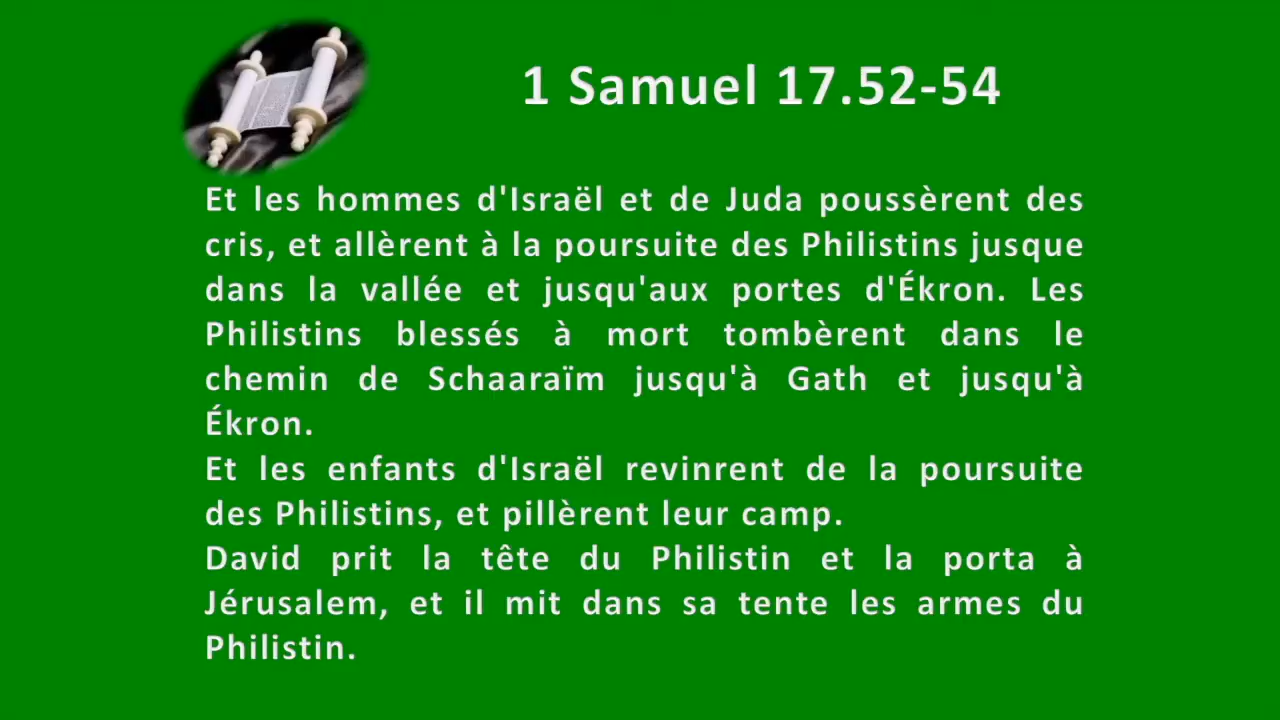 1 Samuel 17.52-54
Et les hommes d'Israël et de Juda poussèrent des
cris, et allèrent à la poursuite des Philistins jusque
dans la vallée et jusqu'aux portes d'Ékron. Les
Philistins blessés à mort tombèrent dans le
chemin de Schaaraïm jusqu'à Gath et jusqu'à
Ékron.
Et les enfants d'Israël revinrent de la poursuite
des Philistins, et pillèrent leur camp.
David prit la tête du Philistin et la porta à
Jérusalem, et il mit dans sa tente les armes du
Philistin.